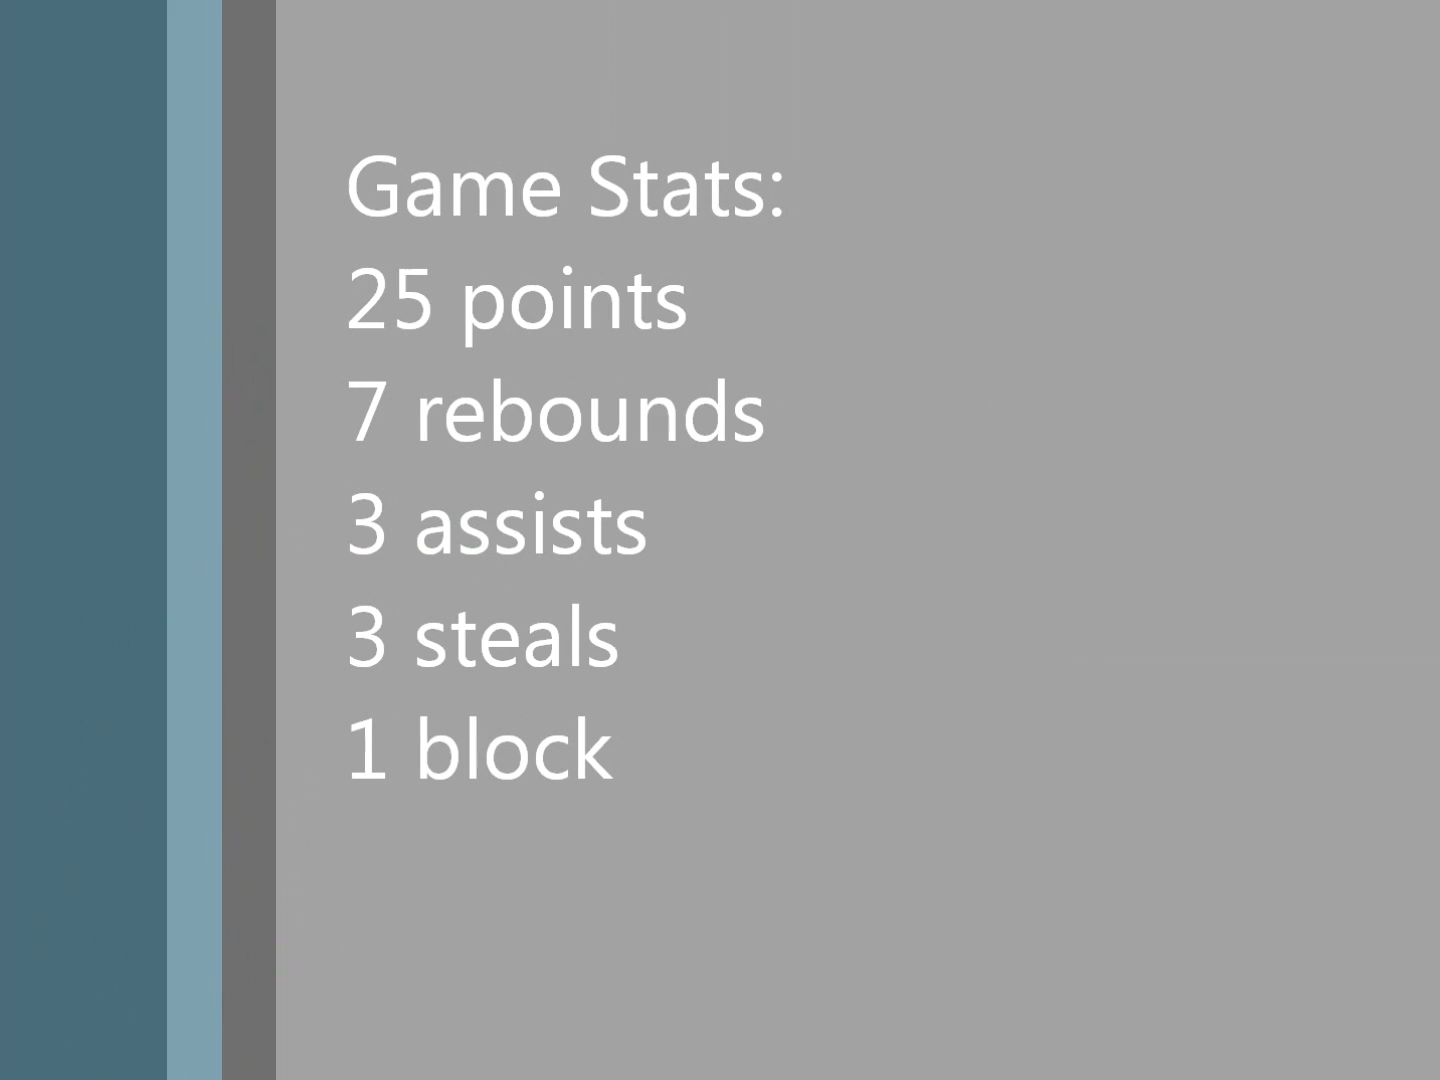 Game Stats:
25 points
7 rebounds
3 assists
3 steals
1 block